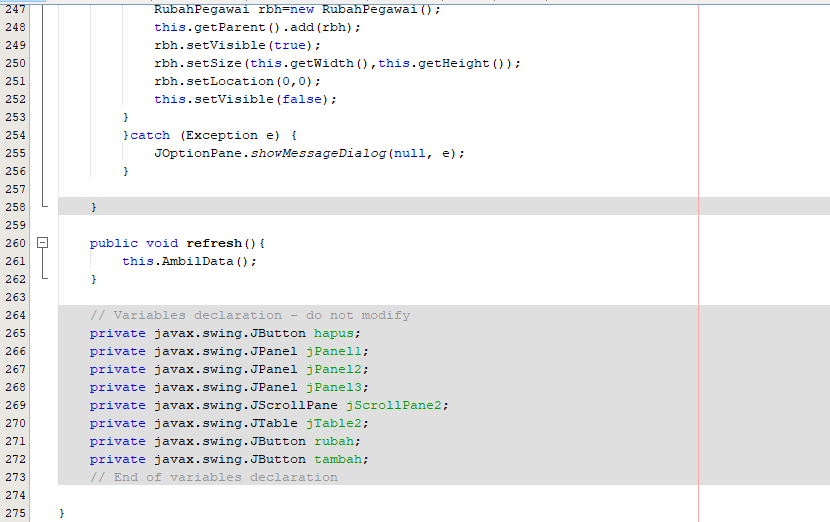 247 RubahPegawai rbh=new RubahPegawai();
248 this.getParent().add(rbh);
249 rbh.setVisible(true);
250 rbh.setSize(this.getWidth(),this.getHeight());
251 rbh.setLocation(0,0);
252 this.setVisible(false);
253 }
254 }catch (Exception e) {
255 JOptionPane.showMessageDialog(null, e);
256 }
257
258 }
259
260 public void refresh(){
261 this.AmbilData();
262 }
263
264 // Variables declaration - do not modify
265 private javax.swing.JButton hapus;
266 private javax.swing.JPanel jPanel1;
267 private javax.swing.JPanel jPanel2;
268 private javax.swing.JPanel jPanel3;
269 private javax.swing.JScrollPane jScrollPane2;
270 private javax.swing.JTable jTable2;
271 private javax.swing.JButton rubah;
272 private javax.swing.JButton tambah;
273 // End of variables declaration
274
275 }